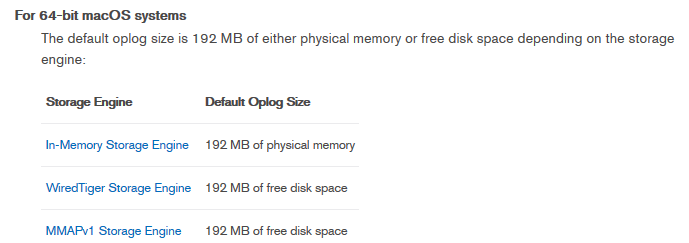 For 64-bit macOS systems
The default oplog size is 192 MB of either physical memory or free disk space depending on the storage
engine:
Storage Engine Default Oplog Size
In-Memory Storage Engine 192 MB of physical memory
WiredTiger Storage Engine 192 MB of free disk space
MMAPv1 Storage Engine 192 MB of free disk space